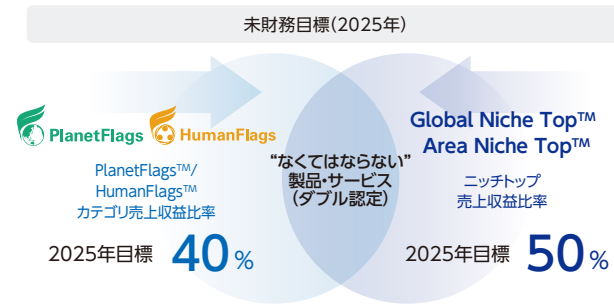 未財務目標(2025年)
PlanetFlags HumanFlags
PlanetFlags™/
HumanFlags™
カテゴリ売上収益比率
2025年目標 40%
“なくてはならない”
製品・サービス
(ダブル認定)
Global Niche Top™
Area Niche Top™
ニッチトップ
売上収益比率
2025年目標 50%